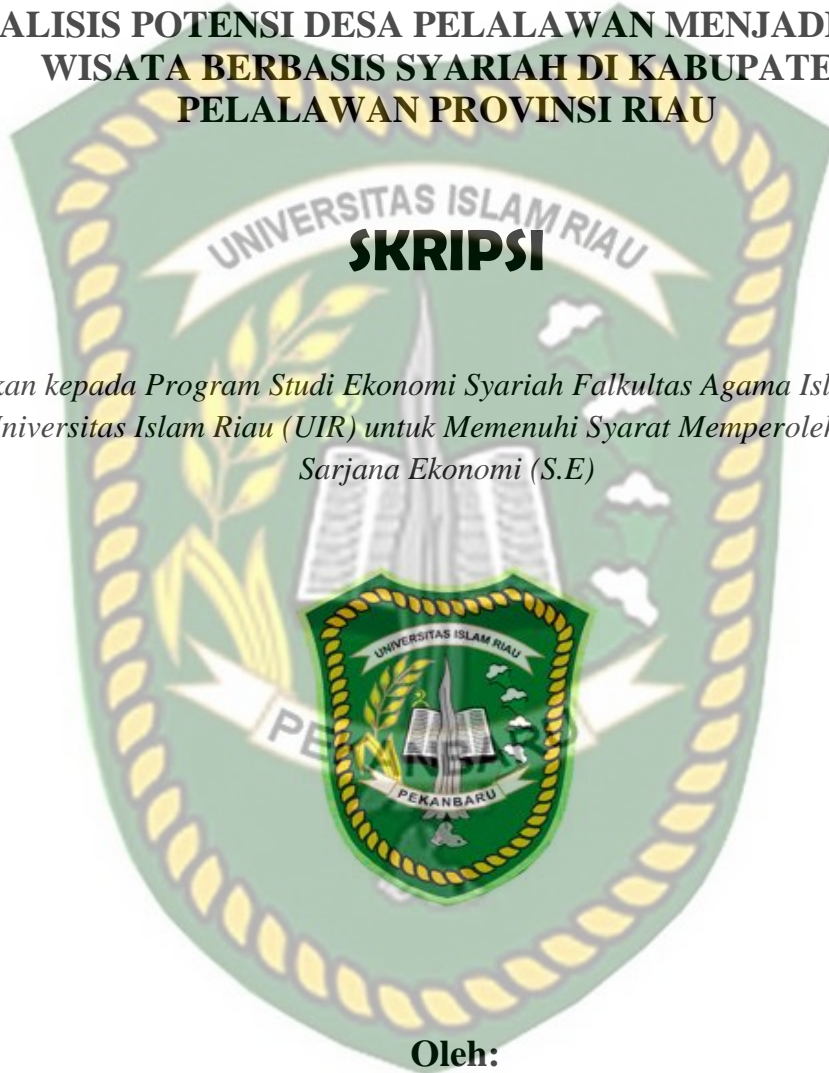 ALISIS POTENSI DESA PELALAWAN MENJADI
WISATA BERBASIS SYARIAH DI KABUPATE
PELALAWAN PROVINSI RIAU
UNIVERSITAS ISLAM RIAU
SKRIPSI
kan kepada Program Studi Ekonomi Syariah Falkultas Agama Isl
niversitas Islam Riau (UIR) untuk Memenuhi Syarat Memperoleh
Sarjana Ekonomi (S.E)
UNIVERSITAS ISLAM RIAU
PEKANBARU
PEKANBARU
Oleh: